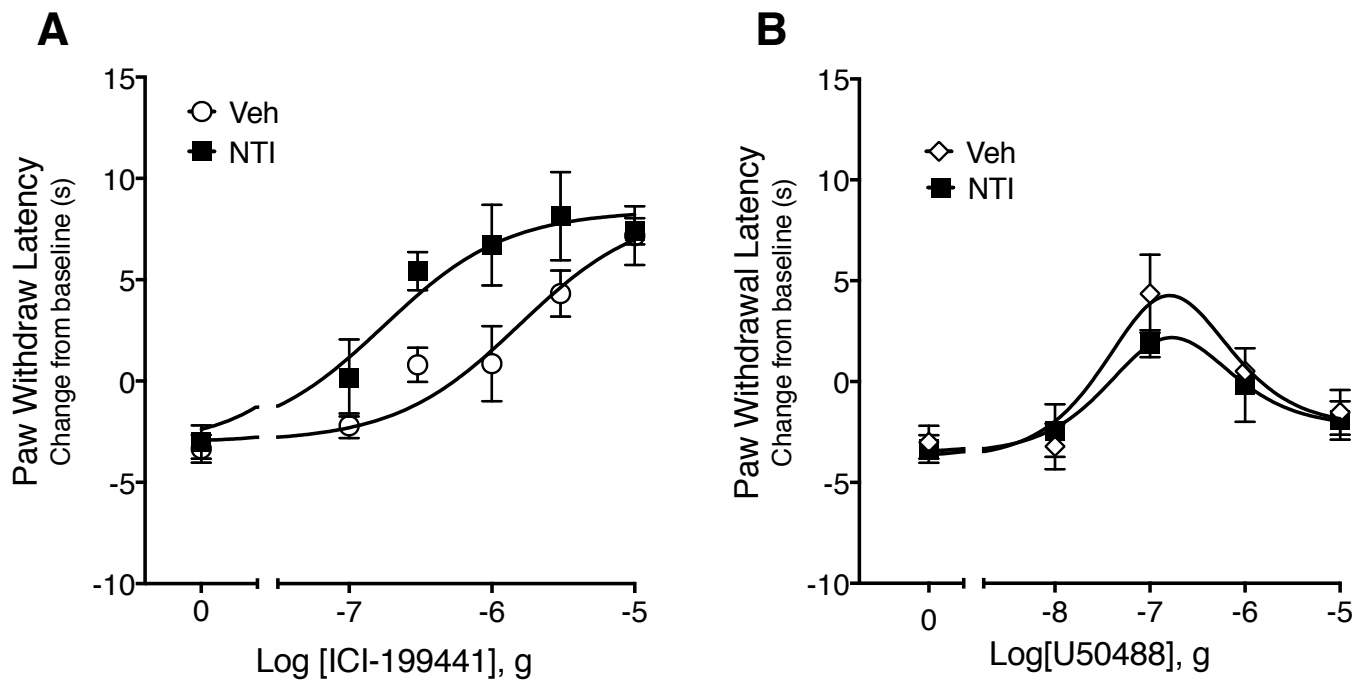 A
Paw Withdraw Latency
Change from baseline (s)
15
10
5
0
-5
-10
Veh
NTI
0
-7
-6
-5
Log [ICI-199441], g
B
Paw Withdrawal Latency
Change from baseline (s)
15
10
5
0
-5
-10
Veh
NTI
0
-8
-7
-6
-5
Log[U50488], g